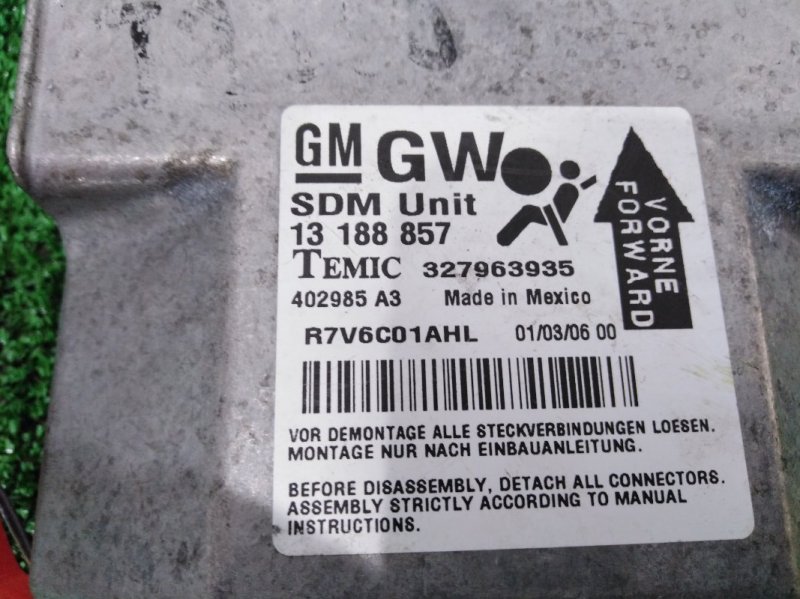 GM GW
SDM Unit
13 188 857
TEMIC 327963935
402985 A3 Made in Mexico
R7V6C01AHL 01/03/06 00
VORNE
FORWARD
VOR DEMONTAGE ALLE STECKVERBINDUNGEN LOESEN.
MONTAGE NUR NACH EINBAUANLEITUNG.
BEFORE DISASSEMBLY, DETACH ALL CONNECTORS.
ASSEMBLY STRICTLY ACCORDING TO MANUAL
INSTRUCTIONS.